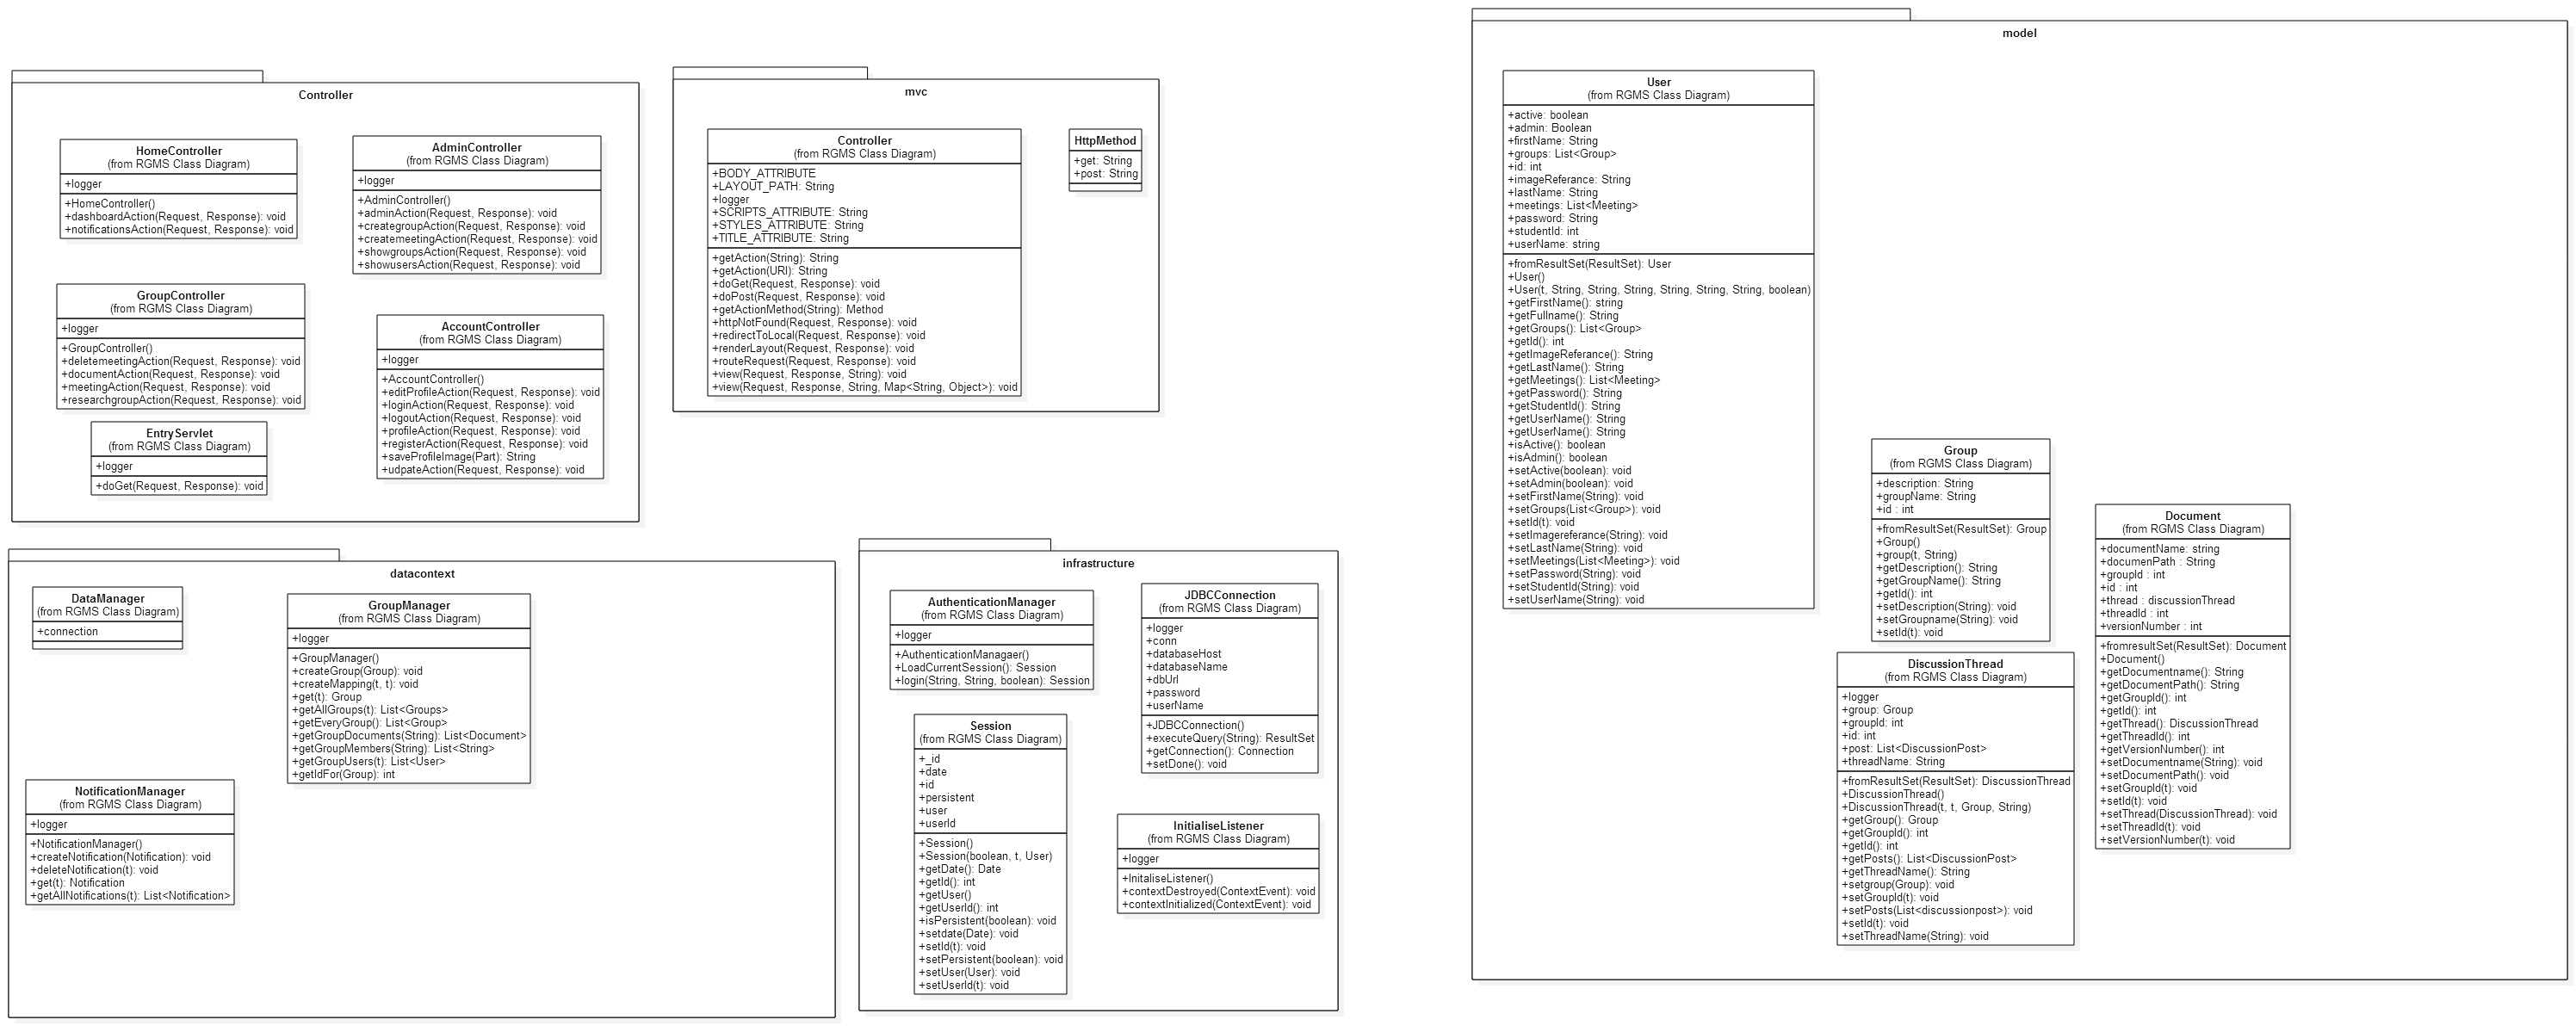 Controller
HomeController
(from RGMS Class Diagram)
+logger
+HomeController()
+dashboardAction(Request, Response): void
+notificationsAction(Request, Response): void
AdminController
(from RGMS Class Diagram)
+logger
+AdminController()
+adminAction(Request, Response): void
+creategroupAction(Request, Response): void
+createmeetingAction(Request, Response): void
+showgroupsAction(Request, Response): void
+showusersAction(Request, Response): void
GroupController
(from RGMS Class Diagram)
+logger
+GroupController()
+deletemeetingAction(Request, Response): void
+documentAction(Request, Response): void
+meetingAction(Request, Response): void
+researchgroupAction(Request, Response): void
AccountController
(from RGMS Class Diagram)
+logger
+AccountController()
+editProfileAction(Request, Response): void
+loginAction(Request, Response): void
+logoutAction(Request, Response): void
+profileAction(Request, Response): void
+registerAction(Request, Response): void
+saveProfileImage(Part): String
+udpateAction(Request, Response): void
EntryServlet
(from RGMS Class Diagram)
+logger
+doGet(Request, Response): void
mvc
Controller
(from RGMS Class Diagram)
+BODY_ATTRIBUTE
+LAYOUT_PATH: String
+logger
+SCRIPTS_ATTRIBUTE: String
+STYLES_ATTRIBUTE: String
+TITLE_ATTRIBUTE: String
+getAction(String): String
+getAction(URI): String
+doGet(Request, Response): void
+doPost(Request, Response): void
+getActionMethod(String): Method
+httpNotFound(Request, Response): void
+redirectToLocal(Request, Response): void
+renderLayout(Request, Response): void
+routeRequest(Request, Response): void
+view(Request, Response, String): void
+view(Request, Response, String, Map<String, Object>): void
HttpMethod
+get: String
+post: String
model
User
(from RGMS Class Diagram)
+active: boolean
+admin: Boolean
+firstName: String
+groups: List<Group>
+id: int
+imageReferance: String
+lastName: String
+meetings: List<Meeting>
+password: String
+studentId: int
+userName: string
+fromResultSet(ResultSet): User
+User()
+User(t, String, String, String, String, String, String, boolean)
+getFirstName(): string
+getFullname(): String
+getGroups(): List<Group>
+getId(): int
+getImageReferance(): String
+getLastName(): String
+getMeetings(): List<Meeting>
+getPassword(): String
+getStudentId(): String
+getUserName(): String
+getUserName(): String
+isActive(): boolean
+isAdmin(): boolean
+setActive(boolean): void
+setAdmin(boolean): void
+setFirstName(String): void
+setGroups(List<Group>): void
+setId(t): void
+setImagereferance(String): void
+setLastName(String): void
+setMeetings(List<Meeting>): void
+setPassword(String): void
+setStudentId(String): void
+setUserName(String): void
Group
(from RGMS Class Diagram)
+description: String
+groupName: String
+id : int
+fromResultSet(ResultSet): Group
+Group()
+group(t, String)
+getDescription(): String
+getGroupName(): String
+getId(): int
+setDescription(String): void
+setGroupname(String): void
+setId(t): void
Document
(from RGMS Class Diagram)
+documentName: string
+documenPath : String
+groupId : int
+id : int
+thread : discussionThread
+threadId : int
+versionNumber : int
+fromresultSet(ResultSet): Document
+Document()
+getDocumentname(): String
+getDocumentPath(): String
+getGroupId(): int
+getId(): int
+getThread(): DiscussionThread
+getThreadId(): int
+getVersionNumber(): int
+setDocumentname(String): void
+setDocumentPath(): void
+setGroupId(t): void
+setId(t): void
+setThread(DiscussionThread): void
+setThreadId(t): void
+setVersionNumber(t): void
DiscussionThread
(from RGMS Class Diagram)
+logger
+group: Group
+groupId: int
+id: int
+post: List<DiscussionPost>
+threadName: String
+fromResultSet(ResultSet): DiscussionThread
+DiscussionThread()
+DiscussionThread(t, t, Group, String)
+getGroup(): Group
+getGroupId(): int
+getId(): int
+getPosts(): List<DiscussionPost>
+getThreadName(): String
+setgroup(Group): void
+setGroupId(t): void
+setPosts(List<discussionpost>): void
+setId(t): void
+setThreadName(String): void
datacontext
DataManager
(from RGMS Class Diagram)
+connection
GroupManager
(from RGMS Class Diagram)
+logger
+GroupManager()
+createGroup(Group): void
+createMapping(t, t): void
+get(t): Group
+getAllGroups(t): List<Groups>
+getEveryGroup(): List<Group>
+getGroupDocuments(String): List<Document>
+getGroupMembers(String): List<String>
+getGroupUsers(t): List<User>
+getIdFor(Group): int
NotificationManager
(from RGMS Class Diagram)
+logger
+NotificationManager()
+createNotification(Notification): void
+deleteNotification(t): void
+get(t): Notification
+getAllNotifications(t): List<Notification>
infrastructure
AuthenticationManager
(from RGMS Class Diagram)
+logger
+AuthenticationManagaer()
+LoadCurrentSession(): Session
+login(String, String, boolean): Session
JDBCConnection
(from RGMS Class Diagram)
+logger
+conn
+databaseHost
+databaseName
+dbUrl
+password
+userName
+JDBCConnection()
+executeQuery(String): ResultSet
+getConnection(): Connection
+setDone(): void
Session
(from RGMS Class Diagram)
+_id
+date
+id
+persistent
+user
+userId
+Session()
+Session(boolean, t, User)
+getDate(): Date
+getId(): int
+getUser()
+getUserId(): int
+isPersistent(boolean): void
+setdate(Date): void
+setId(t): void
+setPersistent(boolean): void
+setUser(User): void
+setUserId(t): void
InitialiseListener
(from RGMS Class Diagram)
+logger
+InitaliseListener()
+contextDestroyed(ContextEvent): void
+contextInitialized(ContextEvent): void